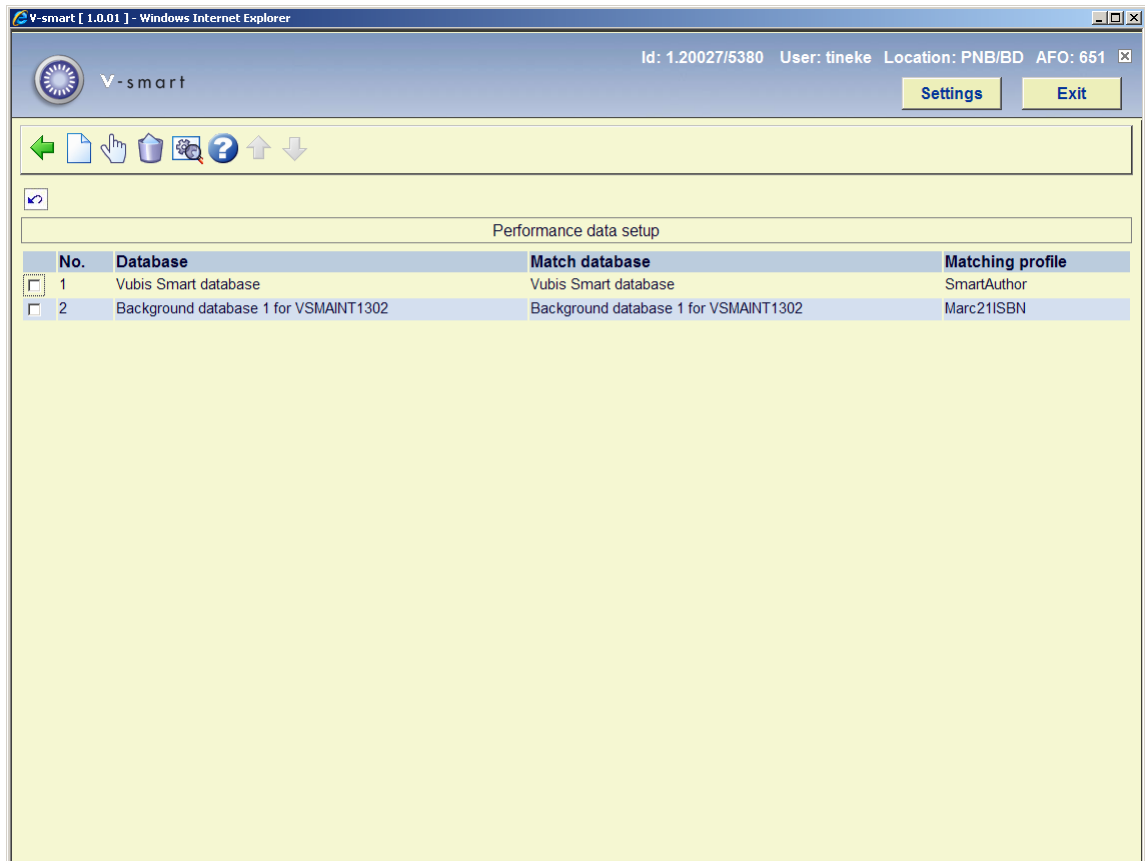 V-smart [ 1.0.01 ] - Windows Internet Explorer
Id: 1.20027/5380 User: tineke Location: PNB/BD AFO: 651
V-smart
Settings Exit
?
Performance data setup
No. Database Match database Matching profile
1 Vubis Smart database Vubis Smart database SmartAuthor
2 Background database 1 for VSMAINT1302 Background database 1 for VSMAINT1302 Marc21ISBN